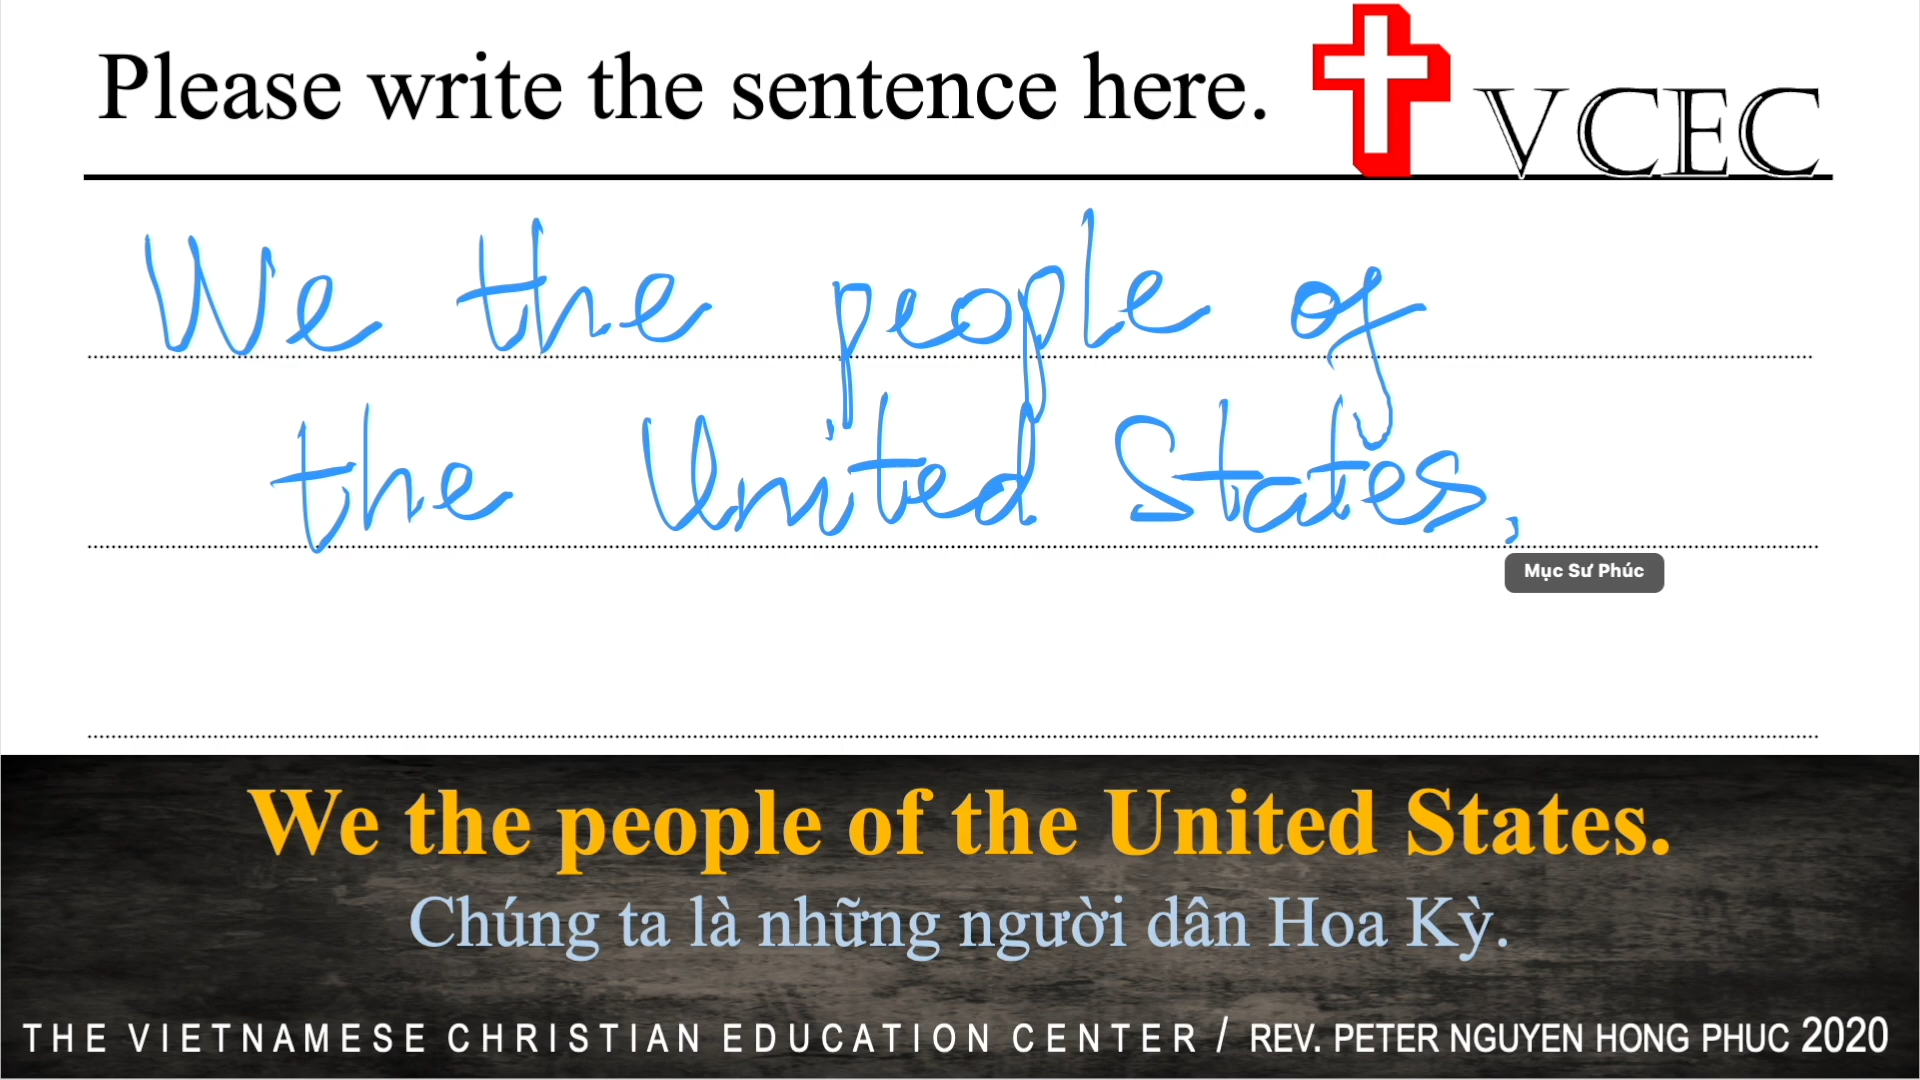 Please write the sentence here.
VCEC
We the people of
the United States.
Mục Sư Phúc
We the people of the United States.
Chúng ta là những người dân Hoa Kỳ.
THE VIETNAMESE CHRISTIAN EDUCATION CENTER / REV. PETER NGUYEN HONG PHUC 2020